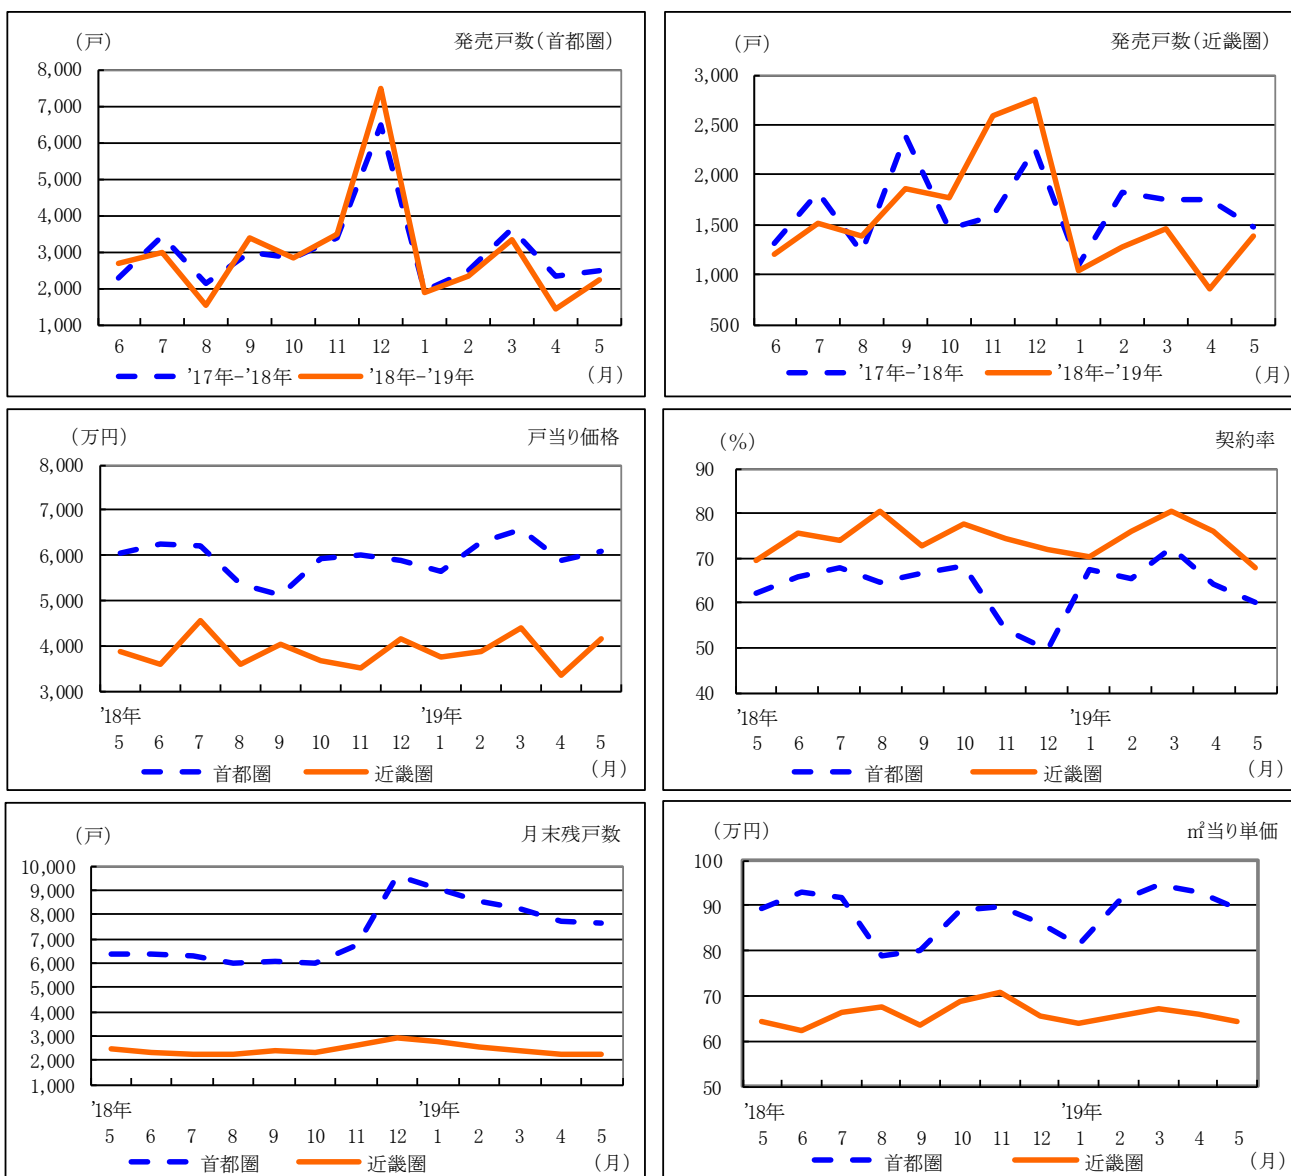 (戸) 発売戸数(首都圏)
8,000
7,000
6,000
5,000
4,000
3,000
2,000
1,000
6 7 8 9 10 11 12 1 2 3 4 5
'17年-'18年 '18年-'19年 (月)
(戸) 発売戸数(近畿圏)
3,000
2,500
2,000
1,500
1,000
500
6 7 8 9 10 11 12 1 2 3 4 5
'17年-'18年 '18年-'19年 (月)
(万円) 戸当り価格
8,000
7,000
6,000
5,000
4,000
3,000
'18年 '19年
5 6 7 8 9 10 11 12 1 2 3 4 5
首都圏 近畿圏 (月)
(%) 契約率
90
80
70
60
50
40
'18年 '19年
5 6 7 8 9 10 11 12 1 2 3 4 5
首都圏 近畿圏 (月)
(戸) 月末残戸数
10,000
9,000
8,000
7,000
6,000
5,000
4,000
3,000
2,000
1,000
'18年 '19年
5 6 7 8 9 10 11 12 1 2 3 4 5
首都圏 近畿圏 (月)
(万円) ㎡当り単価
100
90
80
70
60
50
'18年 '19年
5 6 7 8 9 10 11 12 1 2 3 4 5
首都圏 近畿圏 (月)